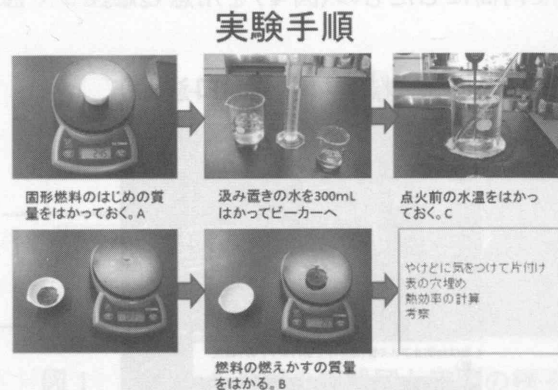 実験手順
固形燃料のはじめの質
量をはかっておく。A
汲み置きの水を300mL
はかってビーカーへ
点火前の水温をはかっ
ておく。C
燃料の燃えかすの質量
をはかる。B
やけどに気をつけて片付け
表の穴埋め
熱効率の計算
考察